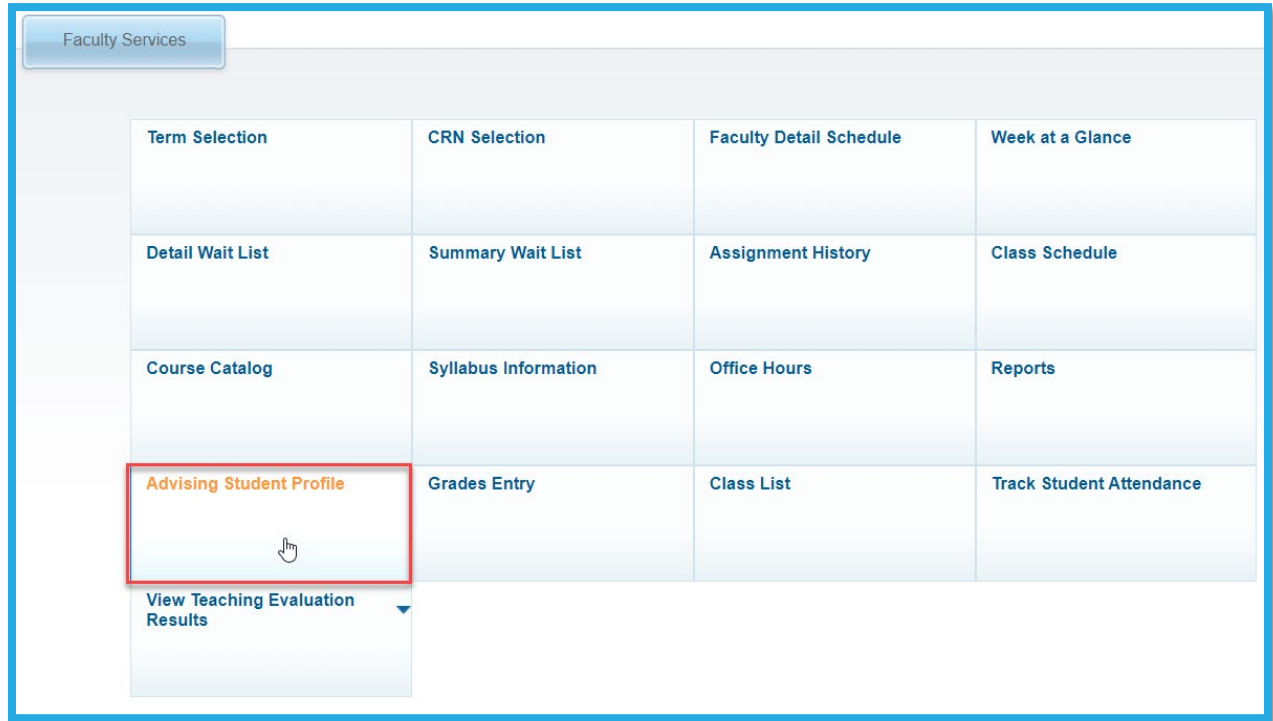 Faculty Services
Term Selection
CRN Selection
Faculty Detail Schedule
Week at a Glance
Detail Wait List
Summary Wait List
Assignment History
Class Schedule
Course Catalog
Syllabus Information
Office Hours
Reports
Advising Student Profile
Grades Entry
Class List
Track Student Attendance
View Teaching Evaluation
Results